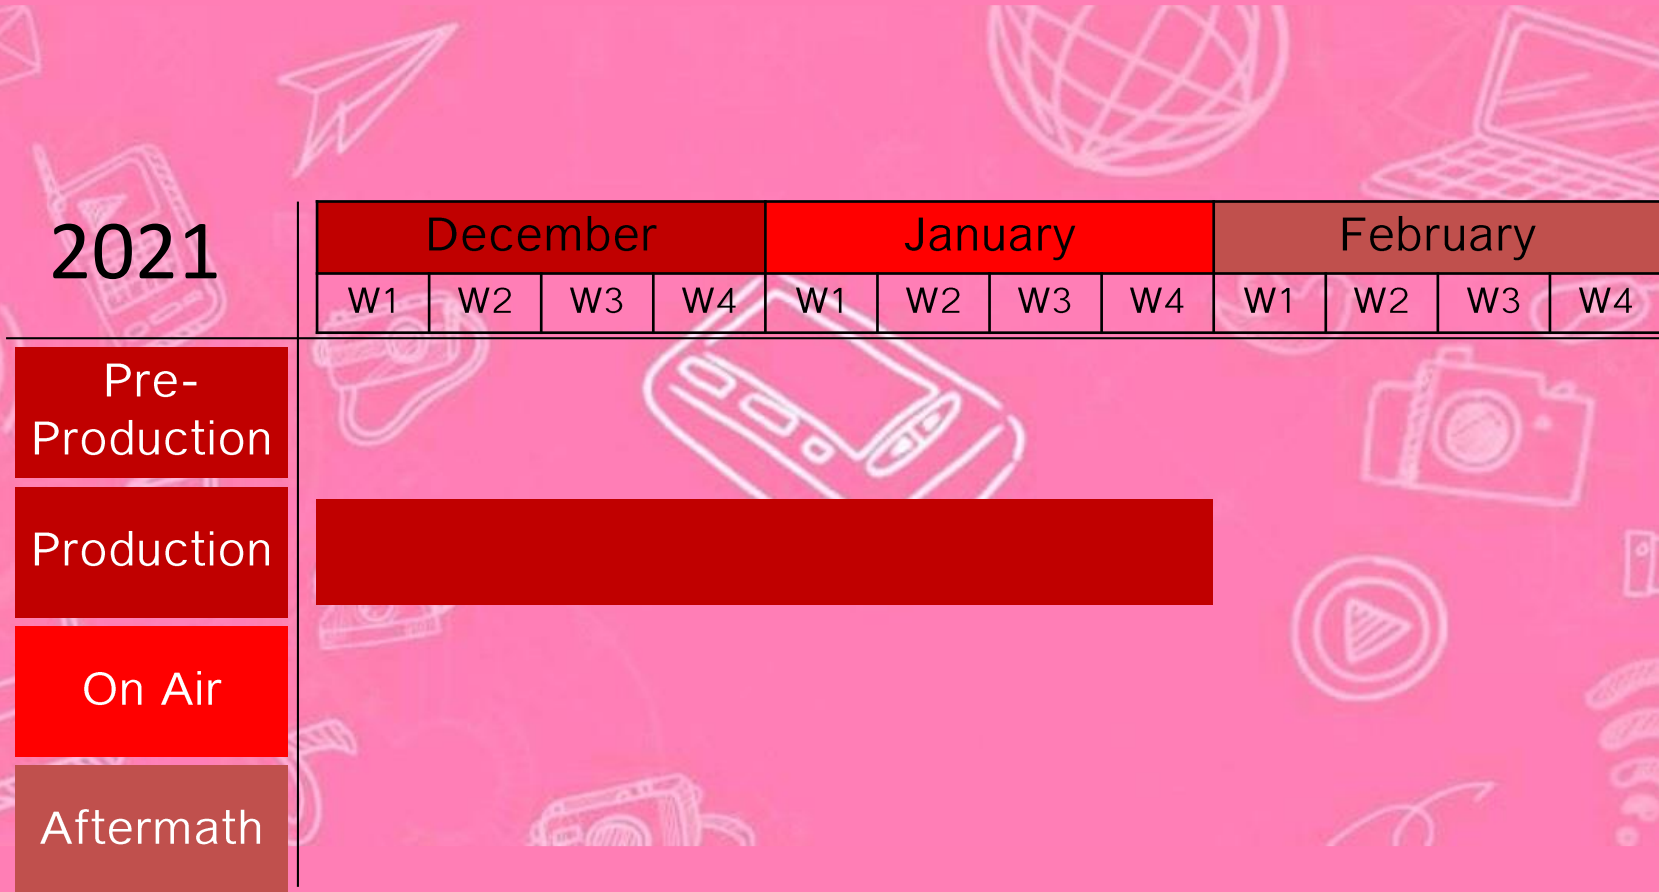 2021
December January February
W1 W2 W3 W4 W1 W2 W3 W4 W1 W2 W3 W4
Pre-
Production
Production
On Air
Aftermath